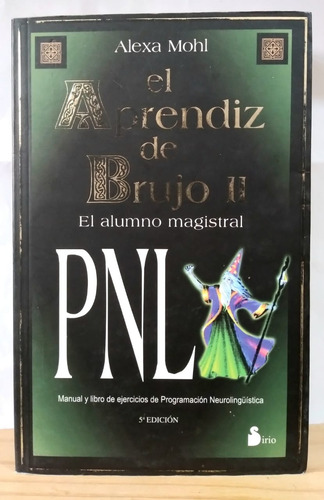 Alexa Mohl
el
Aprendiz
de
Brujo II
El alumno magistral
PNL
Manual y libro de ejercicios de Programación Neurolingüística
5ª EDICIÓN
Sirio